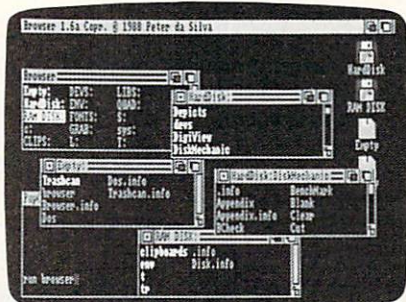 Browser 1.6a Copr. © 1988 Peter da Silva
Browser
Empty: DEVS: LIBS:
HardDisk: ENV: QUAD:
RAM DISK: FONTS: S:
c: GRAB: sys:
CLIPS: L: T:
HardDisk:
Depicts
devs
DigiView
DiskMechanic
HardDisk
RAM DISK
Empty
Empty:
Trashcan Dos.info
browser Trashcan.info
Browser.info
Dos
HardDisk:DiskMechanic
.info BenchMark
Appendix Blank
Appendix.info Clear
BCheck Cut
RAM DISK:
clipboards .info
env Disk.info
t
run browser